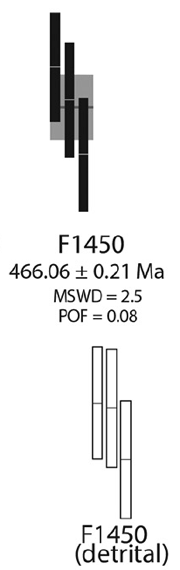 F1450
466.06 ± 0.21 Ma
MSWD = 2.5
POF = 0.08
F1450
(detrital)